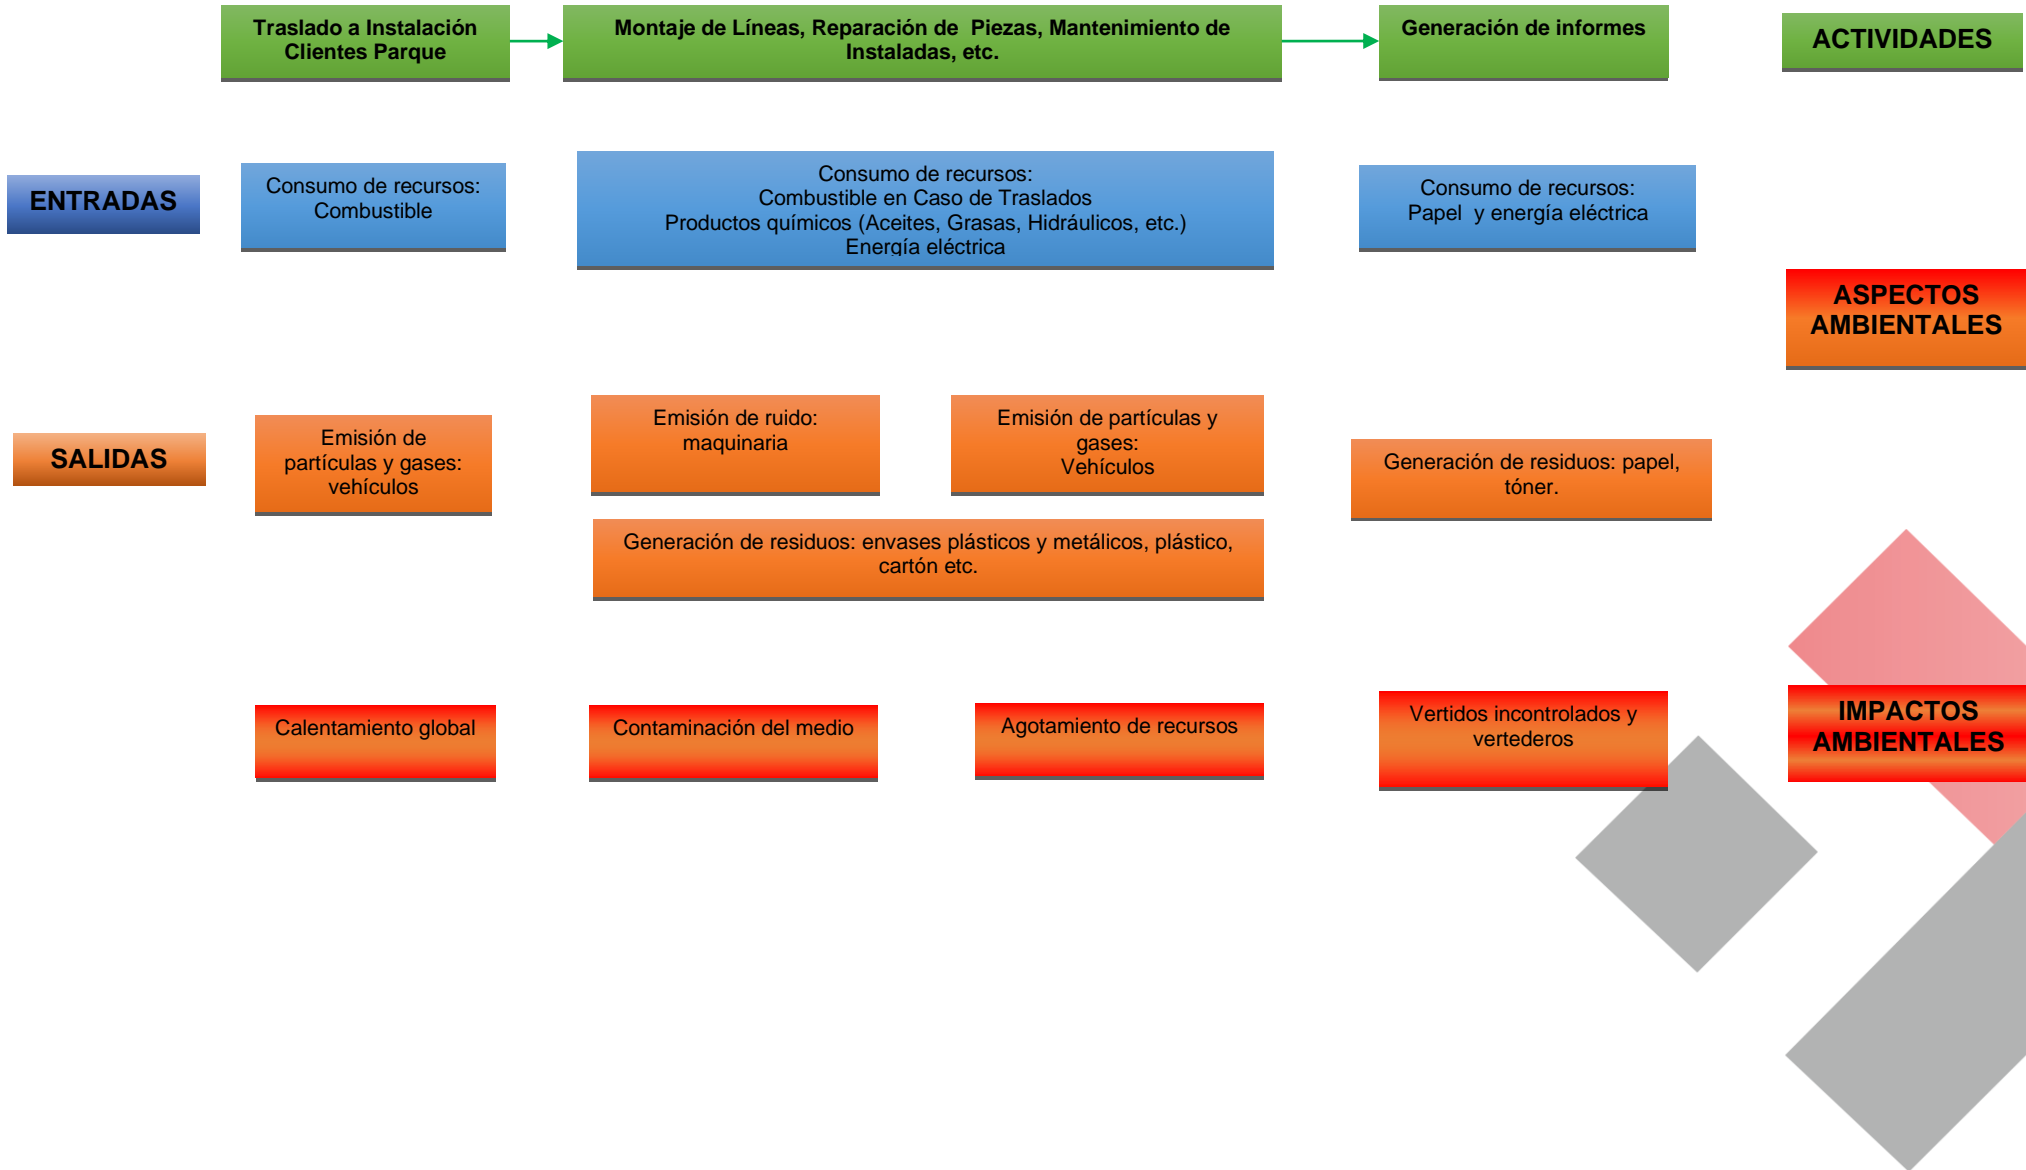 Traslado a Instalación
Clientes Parque
Montaje de Líneas, Reparación de Piezas, Mantenimiento de
Instaladas, etc.
Generación de informes
ACTIVIDADES
ENTRADAS
Consumo de recursos:
Combustible
Consumo de recursos:
Combustible en Caso de Traslados
Productos químicos (Aceites, Grasas, Hidráulicos, etc.)
Energía eléctrica
Consumo de recursos:
Papel y energía eléctrica
ASPECTOS
AMBIENTALES
SALIDAS
Emisión de
partículas y gases:
vehículos
Emisión de ruido:
maquinaria
Emisión de partículas y
gases:
Vehículos
Generación de residuos: papel,
tóner.
Generación de residuos: envases plásticos y metálicos, plástico,
cartón etc.
Calentamiento global
Contaminación del medio
Agotamiento de recursos
Vertidos incontrolados y
vertederos
IMPACTOS
AMBIENTALES